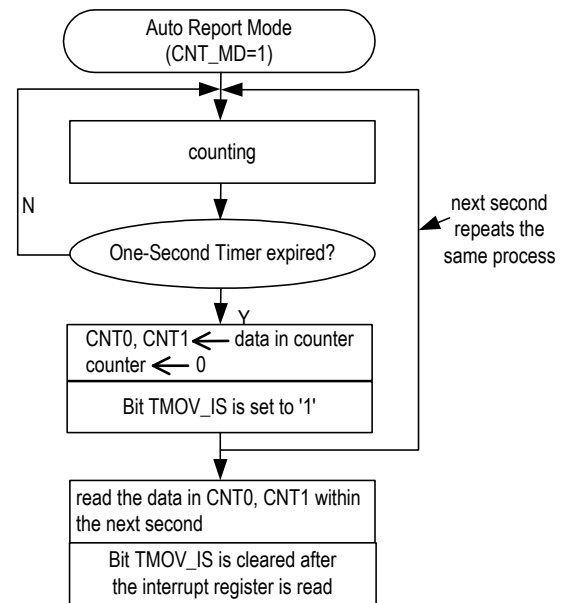 Auto Report Mode
(CNT_MD=1)
counting
N
next second
repeats the
same process
One-Second Timer expired?
Y
CNT0, CNT1 ← data in counter
counter ← 0
Bit TMOV_IS is set to '1'
read the data in CNT0, CNT1 within
the next second
Bit TMOV_IS is cleared after
the interrupt register is read